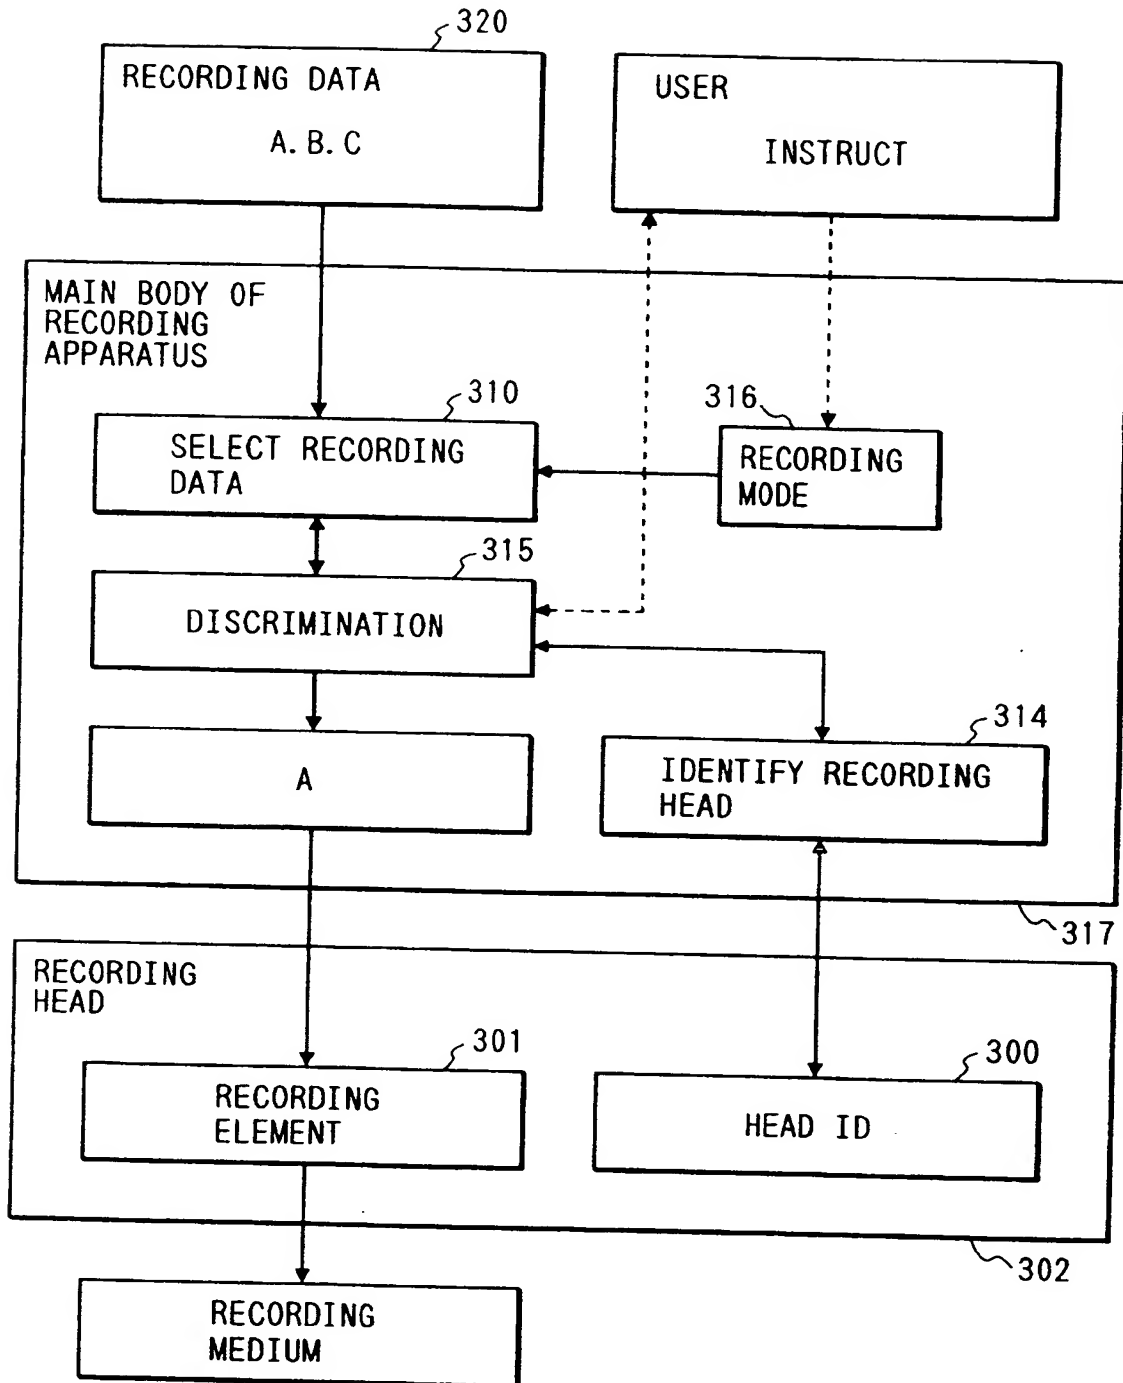 320
RECORDING DATA
A.B.C
USER
INSTRUCT
MAIN BODY OF
RECORDING
APPARATUS
310
SELECT RECORDING
DATA
316
RECORDING
MODE
315
DISCRIMINATION
A
314
IDENTIFY RECORDING
HEAD
317
RECORDING
HEAD
301
RECORDING
ELEMENT
300
HEAD ID
302
RECORDING
MEDIUM